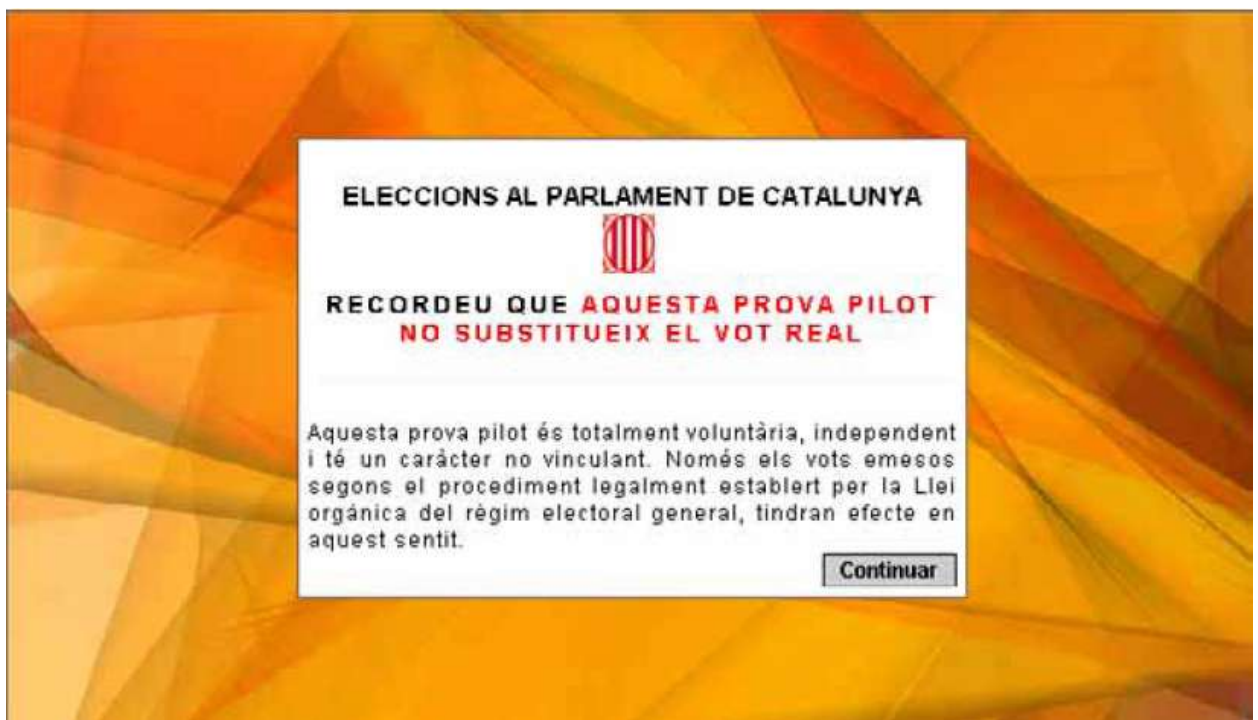 ELECCIONS AL PARLAMENT DE CATALUNYA
RECORDEU QUE AQUESTA PROVA PILOT
NO SUBSTITUEIX EL VOT REAL
Aquesta prova pilot és totalment voluntària, independent
i té un caràcter no vinculant. Només els vots emesos
segons el procediment legalment establert per la Llei
orgánica del règim electoral general, tindran efecte en
aquest sentit.
Continuar